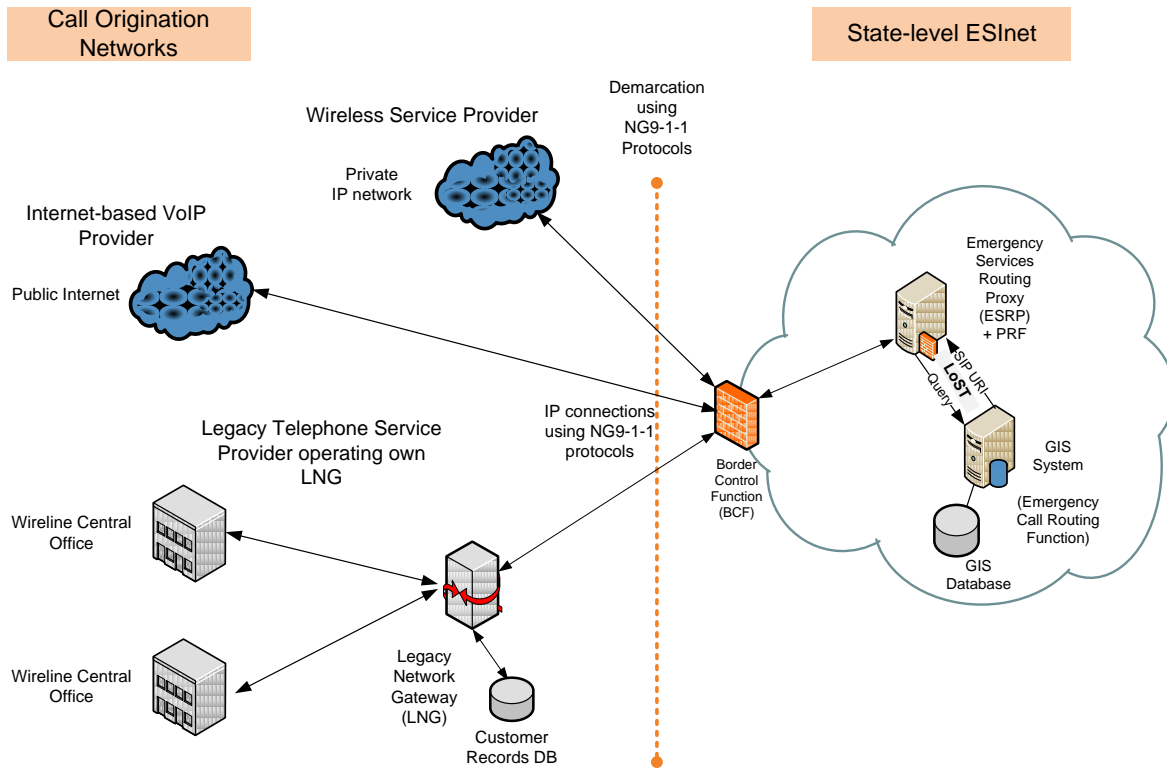 Call Origination
Networks
State-level ESInet
Demarcation
using
NG9-1-1
Protocols
Wireless Service Provider
Private
IP network
Internet-based VoIP
Provider
Public Internet
Emergency
Services
Routing
Proxy
(ESRP)
+ PRF
SIP URI
LoST
Query
IP connections
using NG9-1-1
protocols
Border
Control
Function
(BCF)
GIS
System
(Emergency
Call Routing
Function)
GIS
Database
Legacy Telephone Service
Provider operating own
LNG
Wireline Central
Office
Wireline Central
Office
Legacy
Network
Gateway
(LNG)
Customer
Records DB